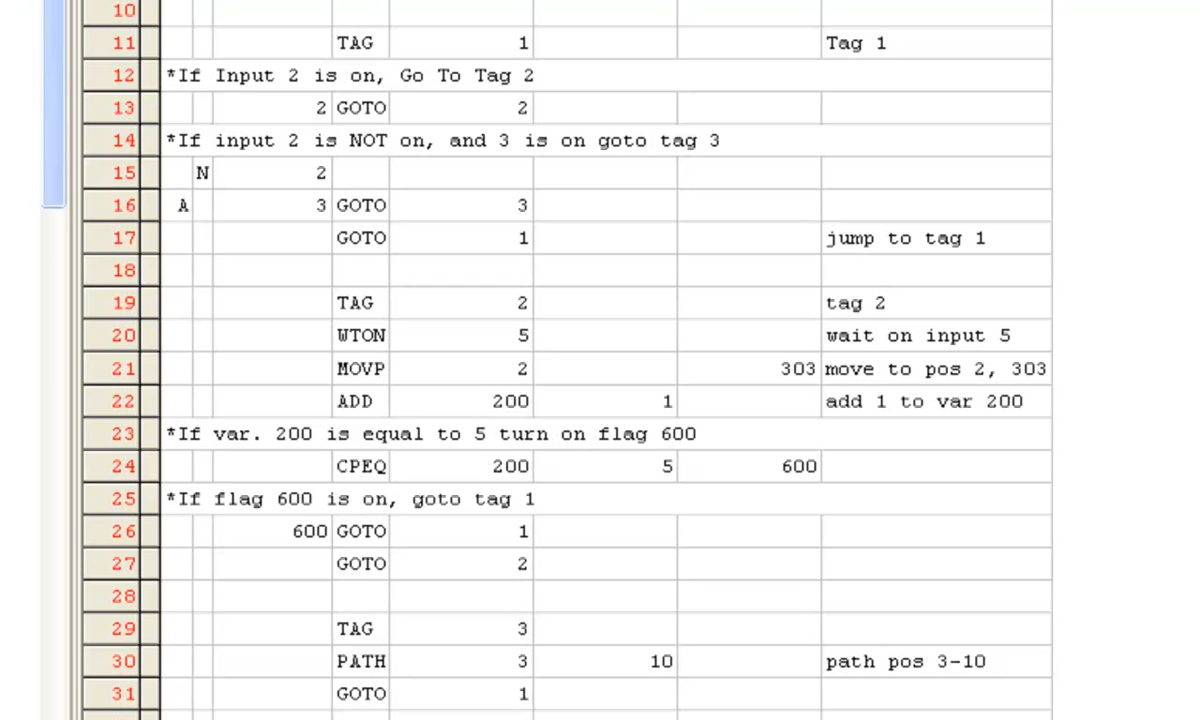 10
11 TAG 1 Tag 1
12 *If Input 2 is on, Go To Tag 2
13 2 GOTO 2
14 *If input 2 is NOT on, and 3 is on goto tag 3
15 N 2
16 A 3 GOTO 3
17 GOTO 1 jump to tag 1
18
19 TAG 2 tag 2
20 WTON 5 wait on input 5
21 MOVP 2 303 move to pos 2, 303
22 ADD 200 1 add 1 to var 200
23 *If var. 200 is equal to 5 turn on flag 600
24 CPEQ 200 5 600
25 *If flag 600 is on, goto tag 1
26 600 GOTO 1
27 GOTO 2
28
29 TAG 3
30 PATH 3 10 path pos 3-10
31 GOTO 1